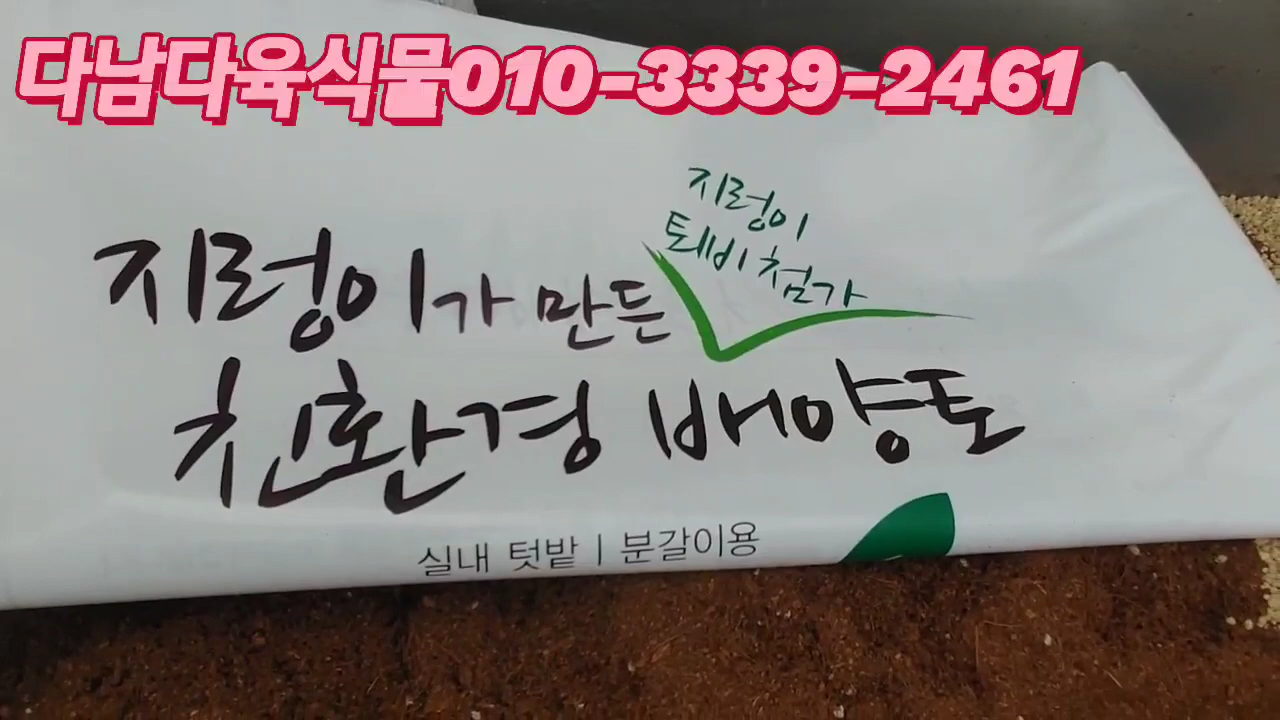 다남다육식물010-3339-2461
지렁이
퇴비 첨가
지렁이가 만든
친환경 배양토
실내 텃밭 | 분갈이용